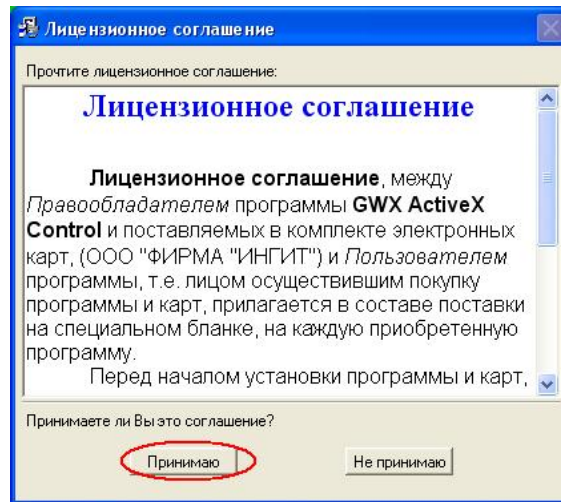 Лицензионное соглашение
Прочтите лицензионное соглашение:
Лицензионное соглашение
Лицензионное соглашение, между
Правообладателем программы GWX ActiveX
Control и поставляемых в комплекте электронных
карт, (ООО "ФИРМА "ИНГИТ") и Пользователем
программы, т.е. лицом осуществившим покупку
программы и карт, прилагается в составе поставки
на специальном бланке, на каждую приобретенную
программу.
Перед началом установки программы и карт,
Принимаете ли Вы это соглашение?
Принимаю Не принимаю